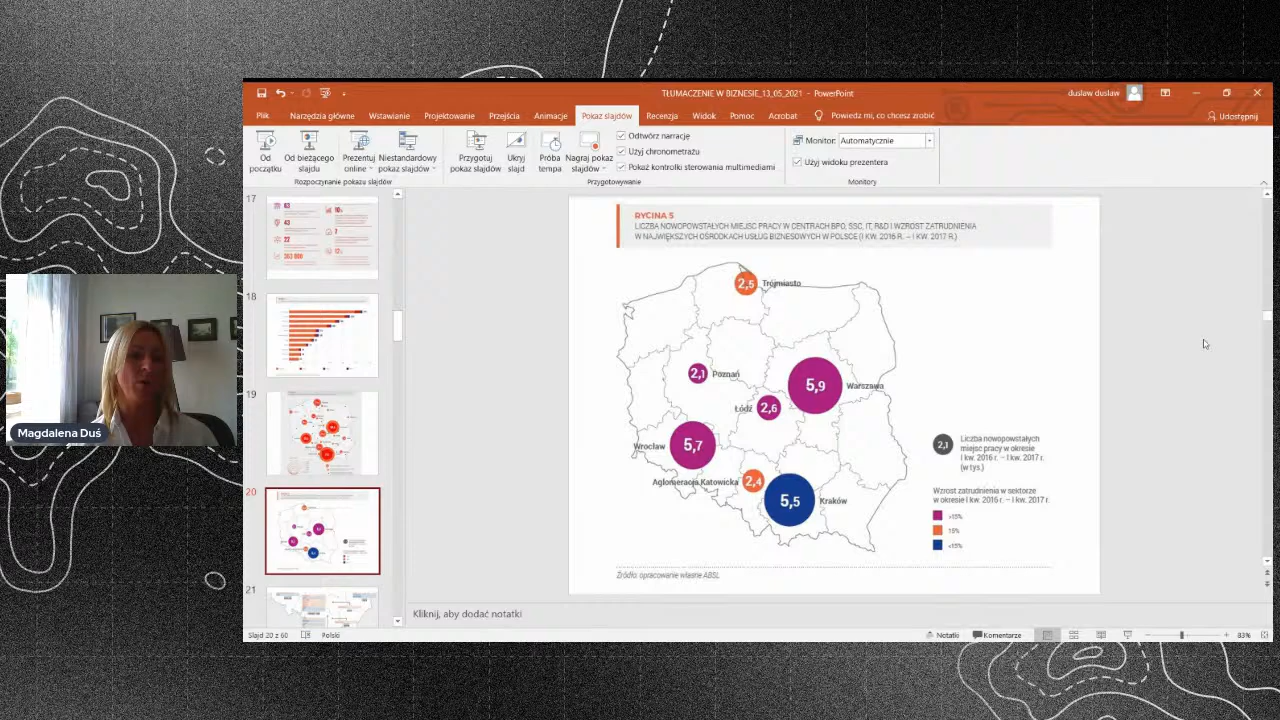 TŁUMACZENIE W BIZNESIE_13_05_2021 - PowerPoint
duslaw duslaw
Plik Narzędzia główne Wstawianie Projektowanie Przejścia Animacje Pokaz slajdów Recenzja Widok Pomoc Acrobat Powiedz mi, co chcesz zrobić
Udostępnij
Od początku
Od bieżącego slajdu
Prezentuj online
Niestandardowy pokaz slajdów
Rozpoczynanie pokazu slajdów
Przygotuj pokaz slajdów
Ukryj slajd
Próba tempa
Nagraj pokaz slajdów
Odtwórz narrację
Użyj chronometrażu
Pokaż kontrolki sterowania multimediami
Przygotowywanie
Monitor: Automatycznie
Użyj widoku prezentera
Monitory
17
63
43
22
18
19
20
21
RYCINA 5
LICZBA NOWOPOWSTAŁYCH MIEJSC PRACY W CENTRACH BPO, SSC, IT, R&D I WZROST ZATRUDNIENIA
W NAJWIĘKSZYCH OŚRODKACH USŁUG BIZNESOWYCH W POLSCE (I KW. 2016 R. – I KW. 2017 R.)
2,5 Trójmiasto
2,1 Poznań
5,9 Warszawa
Łódź 2,6
Wrocław 5,7
Aglomeracja Katowicka 2,4
5,5 Kraków
2,1
Liczba nowopowstałych
miejsc pracy w okresie
I kw. 2016 r. – I kw. 2017 r.
(w tys.)
Wzrost zatrudnienia w sektorze
w okresie I kw. 2016 r. – I kw. 2017 r.
>15%
15%
<15%
Źródło: opracowanie własne ABSL
Magdalena Duś
Kliknij, aby dodać notatki
Slajd 20 z 60 Polski
Notatki Komentarze 83%